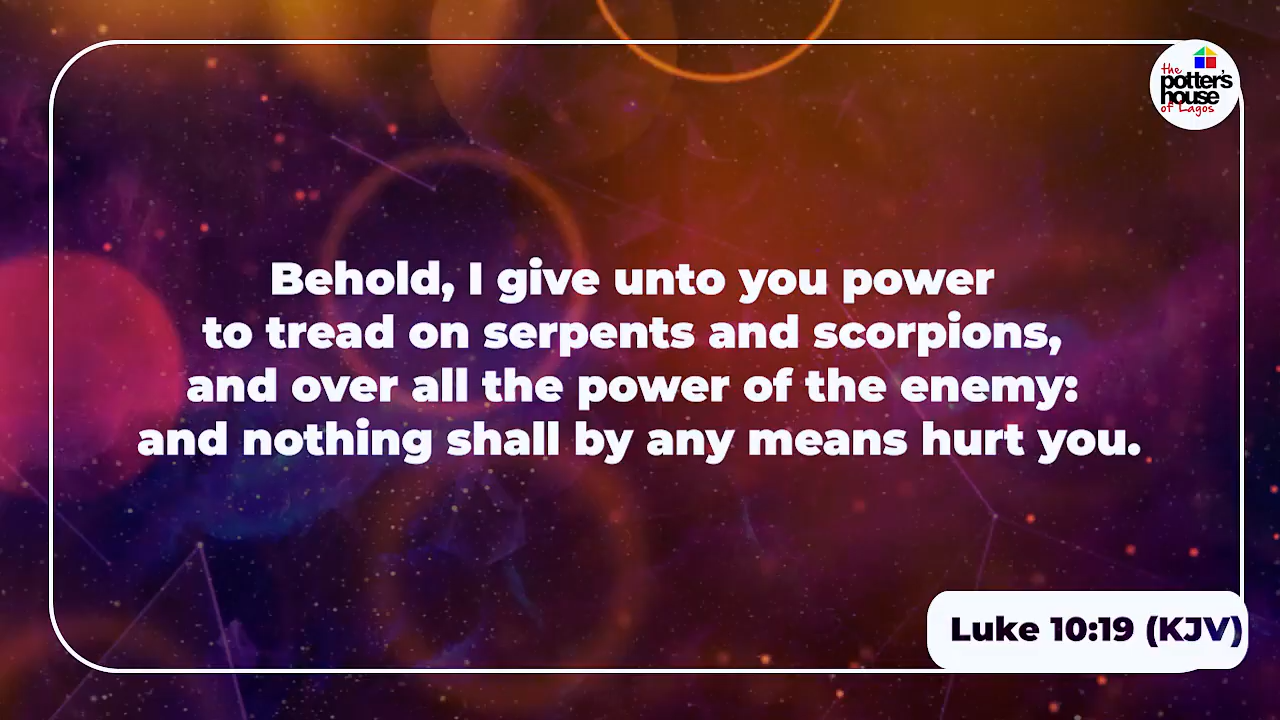 the
potter's
house
of Lagos
Behold, I give unto you power
to tread on serpents and scorpions,
and over all the power of the enemy:
and nothing shall by any means hurt you.
Luke 10:19 (KJV)